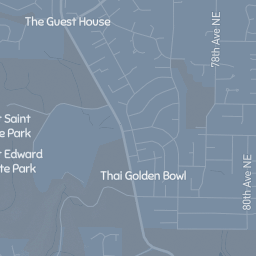 The Guest House
78th Ave NE
Saint
e Park
Edward
te Park
Thai Golden Bowl
80th Ave NE